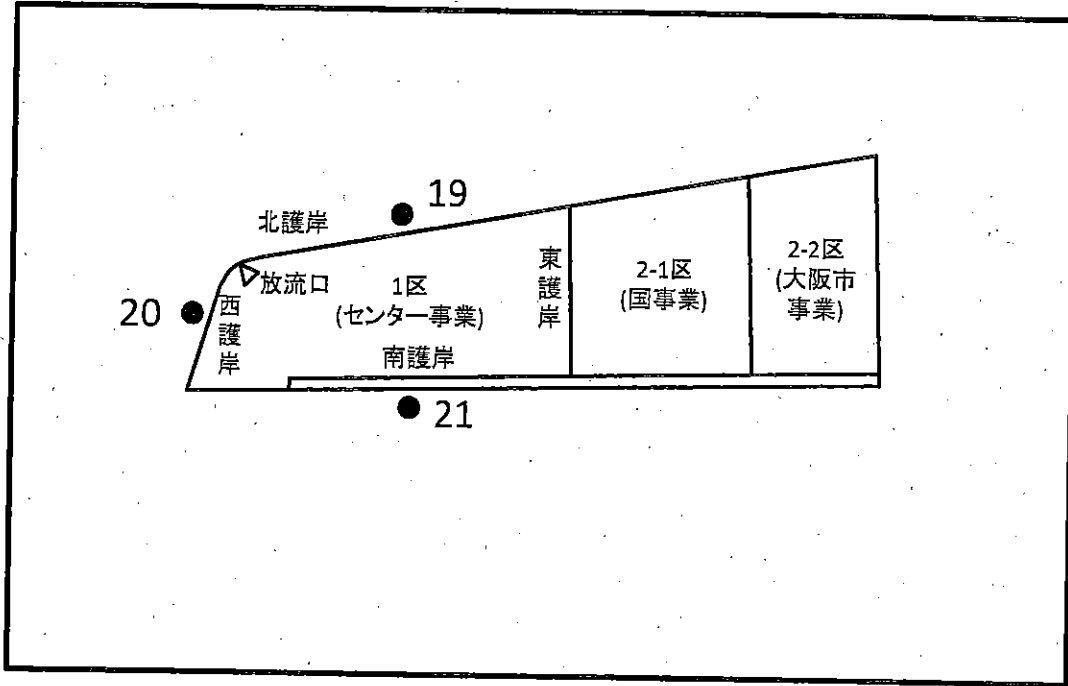 19
北護岸
放流口
20
西護岸
1区
(センター事業)
東護岸
2-1区
(国事業)
2-2区
(大阪市
事業)
南護岸
21